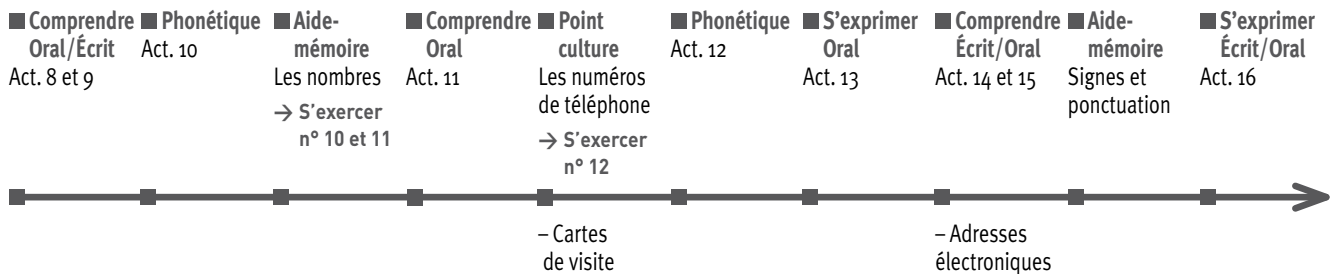 ■ Comprendre Oral/Écrit
Act. 8 et 9
■ Phonétique
Act. 10
■ Aide-
mémoire
Les nombres
→ S'exercer
n° 10 et 11
■ Comprendre
Oral
Act. 11
■ Point
culture
Les numéros
de téléphone
→ S'exercer
n° 12
■ Phonétique
Act. 12
■ S'exprimer
Oral
Act. 13
■ Comprendre
Écrit/Oral
Act. 14 et 15
■ Aide-
mémoire
Signes et
ponctuation
■ S'exprimer
Écrit/Oral
Act. 16
– Cartes
de visite
– Adresses
électroniques